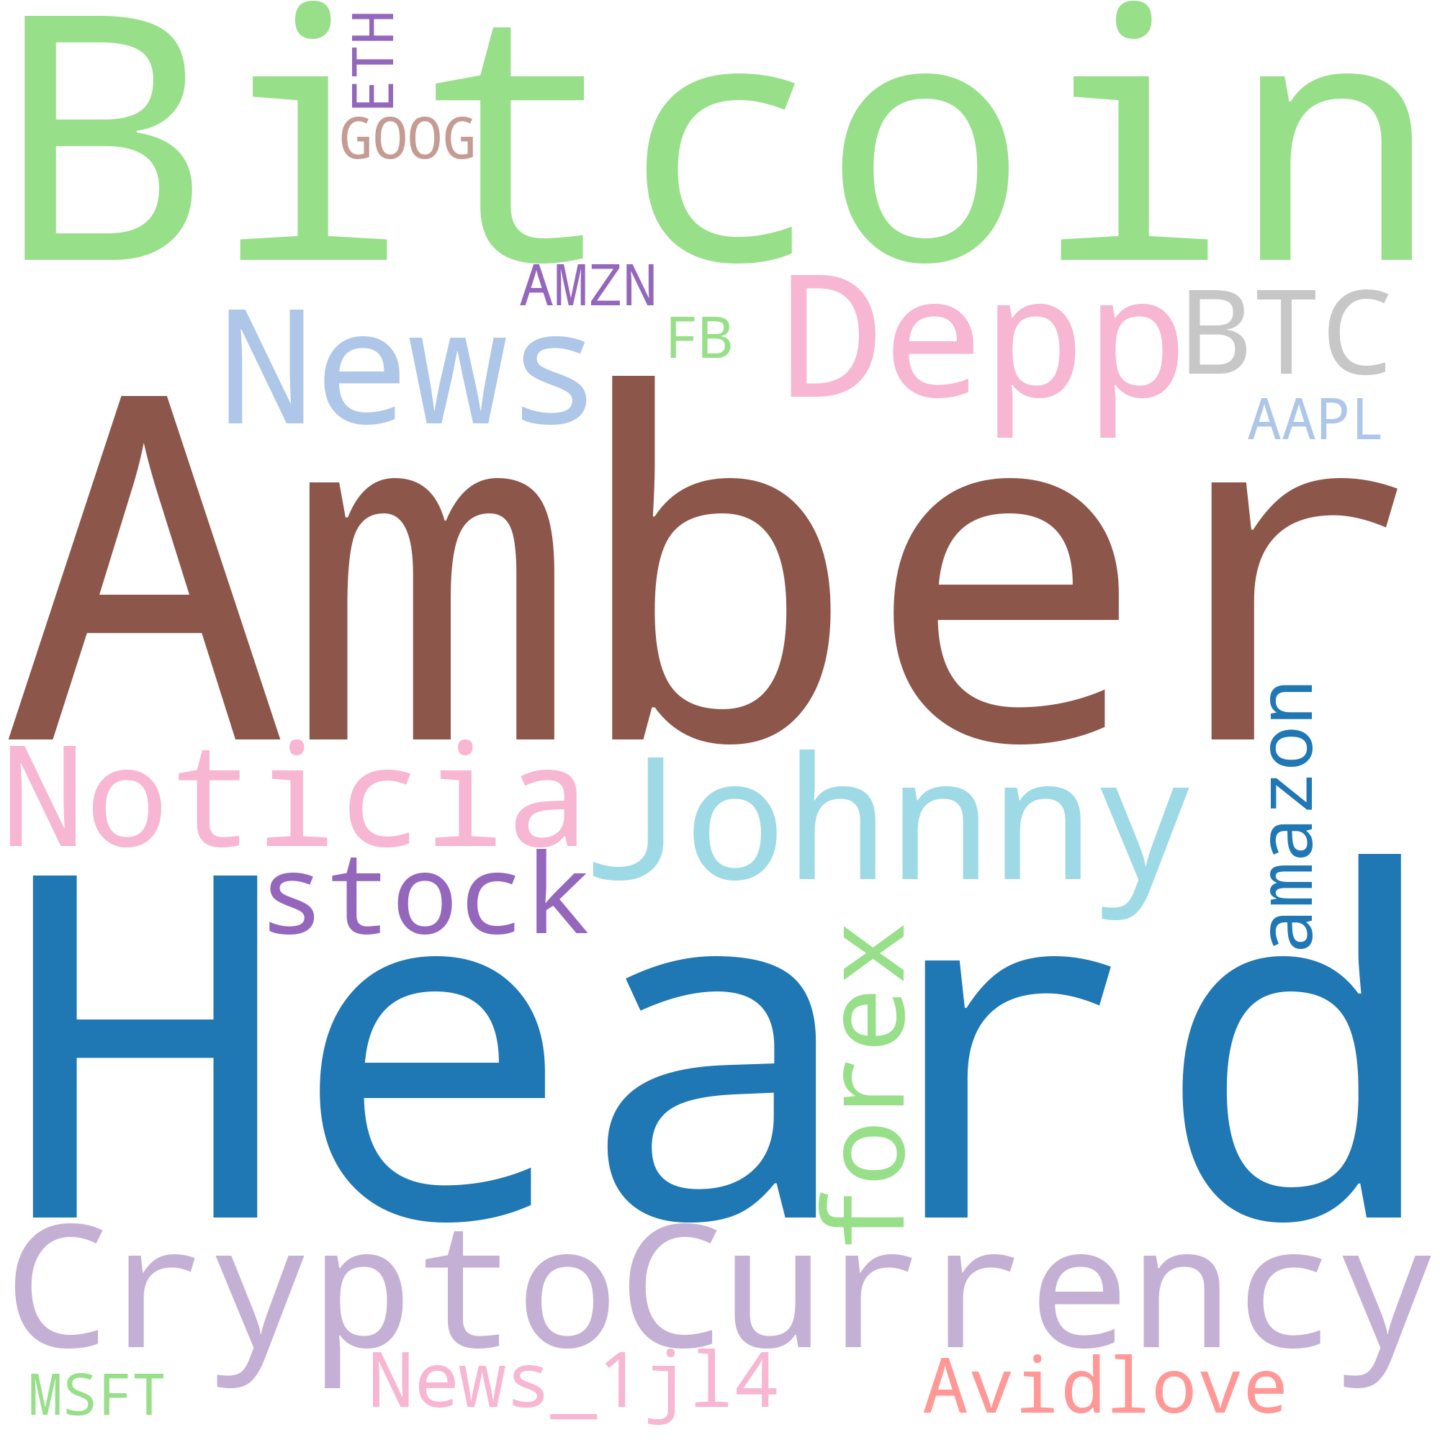 Bitcoin
ETH
GOOG
AMZN
News
FB
Depp
BTC
AAPL
Amber
amazon
Noticia
Johnny
stock
Heard
forex
CryptoCurrency
MSFT
News_1jl4
Avidlove